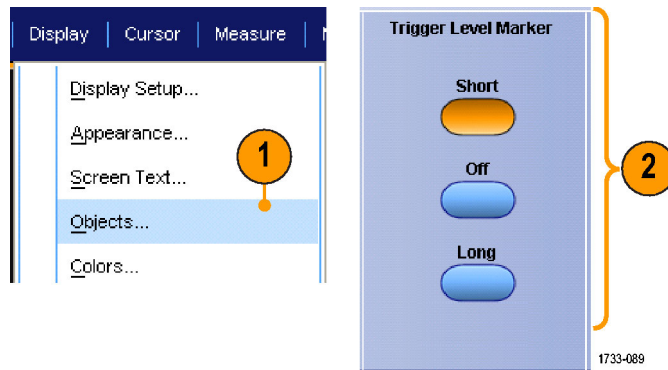 Display | Cursor | Measure |
Display Setup...
Appearance...
Screen Text...
Objects...
Colors...
1
Trigger Level Marker
Short
Off
Long
2
1733-089